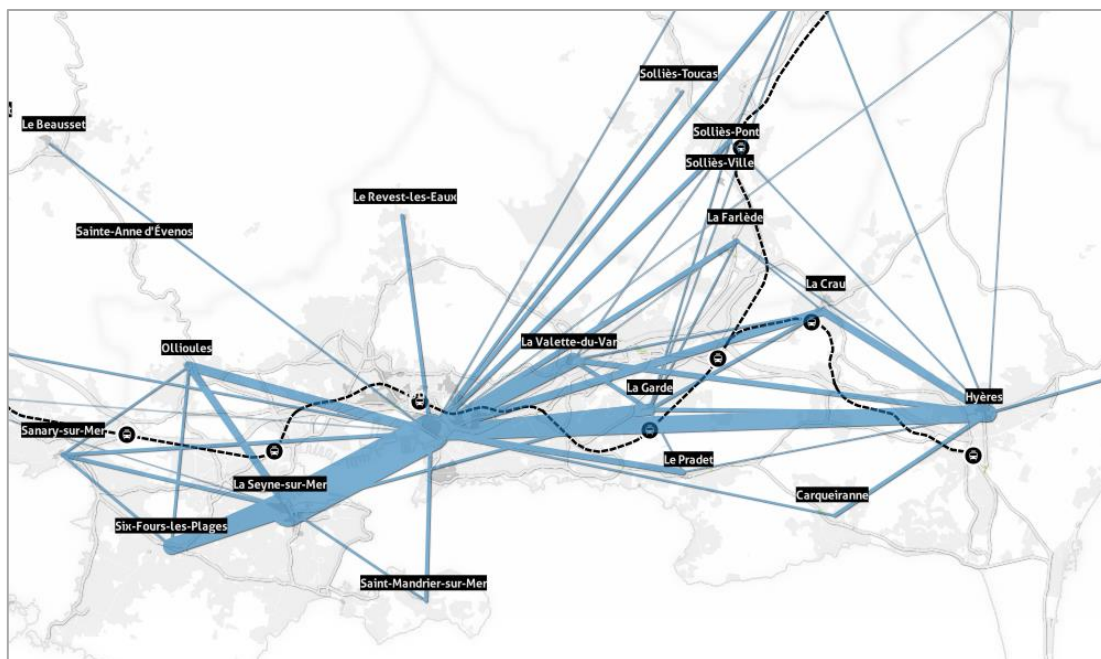 Solliès-Toucas
Le Beausset
Solliès-Pont
Solliès-Ville
Le Revest-les-Eaux
La Farlède
Sainte-Anne d'Évenos
La Crau
La Valette-du-Var
Ollioules
La Garde
Hyères
Sanary-sur-Mer
Le Pradet
La Seyne-sur-Mer
Carqueiranne
Six-Fours-les-Plages
Saint-Mandrier-sur-Mer